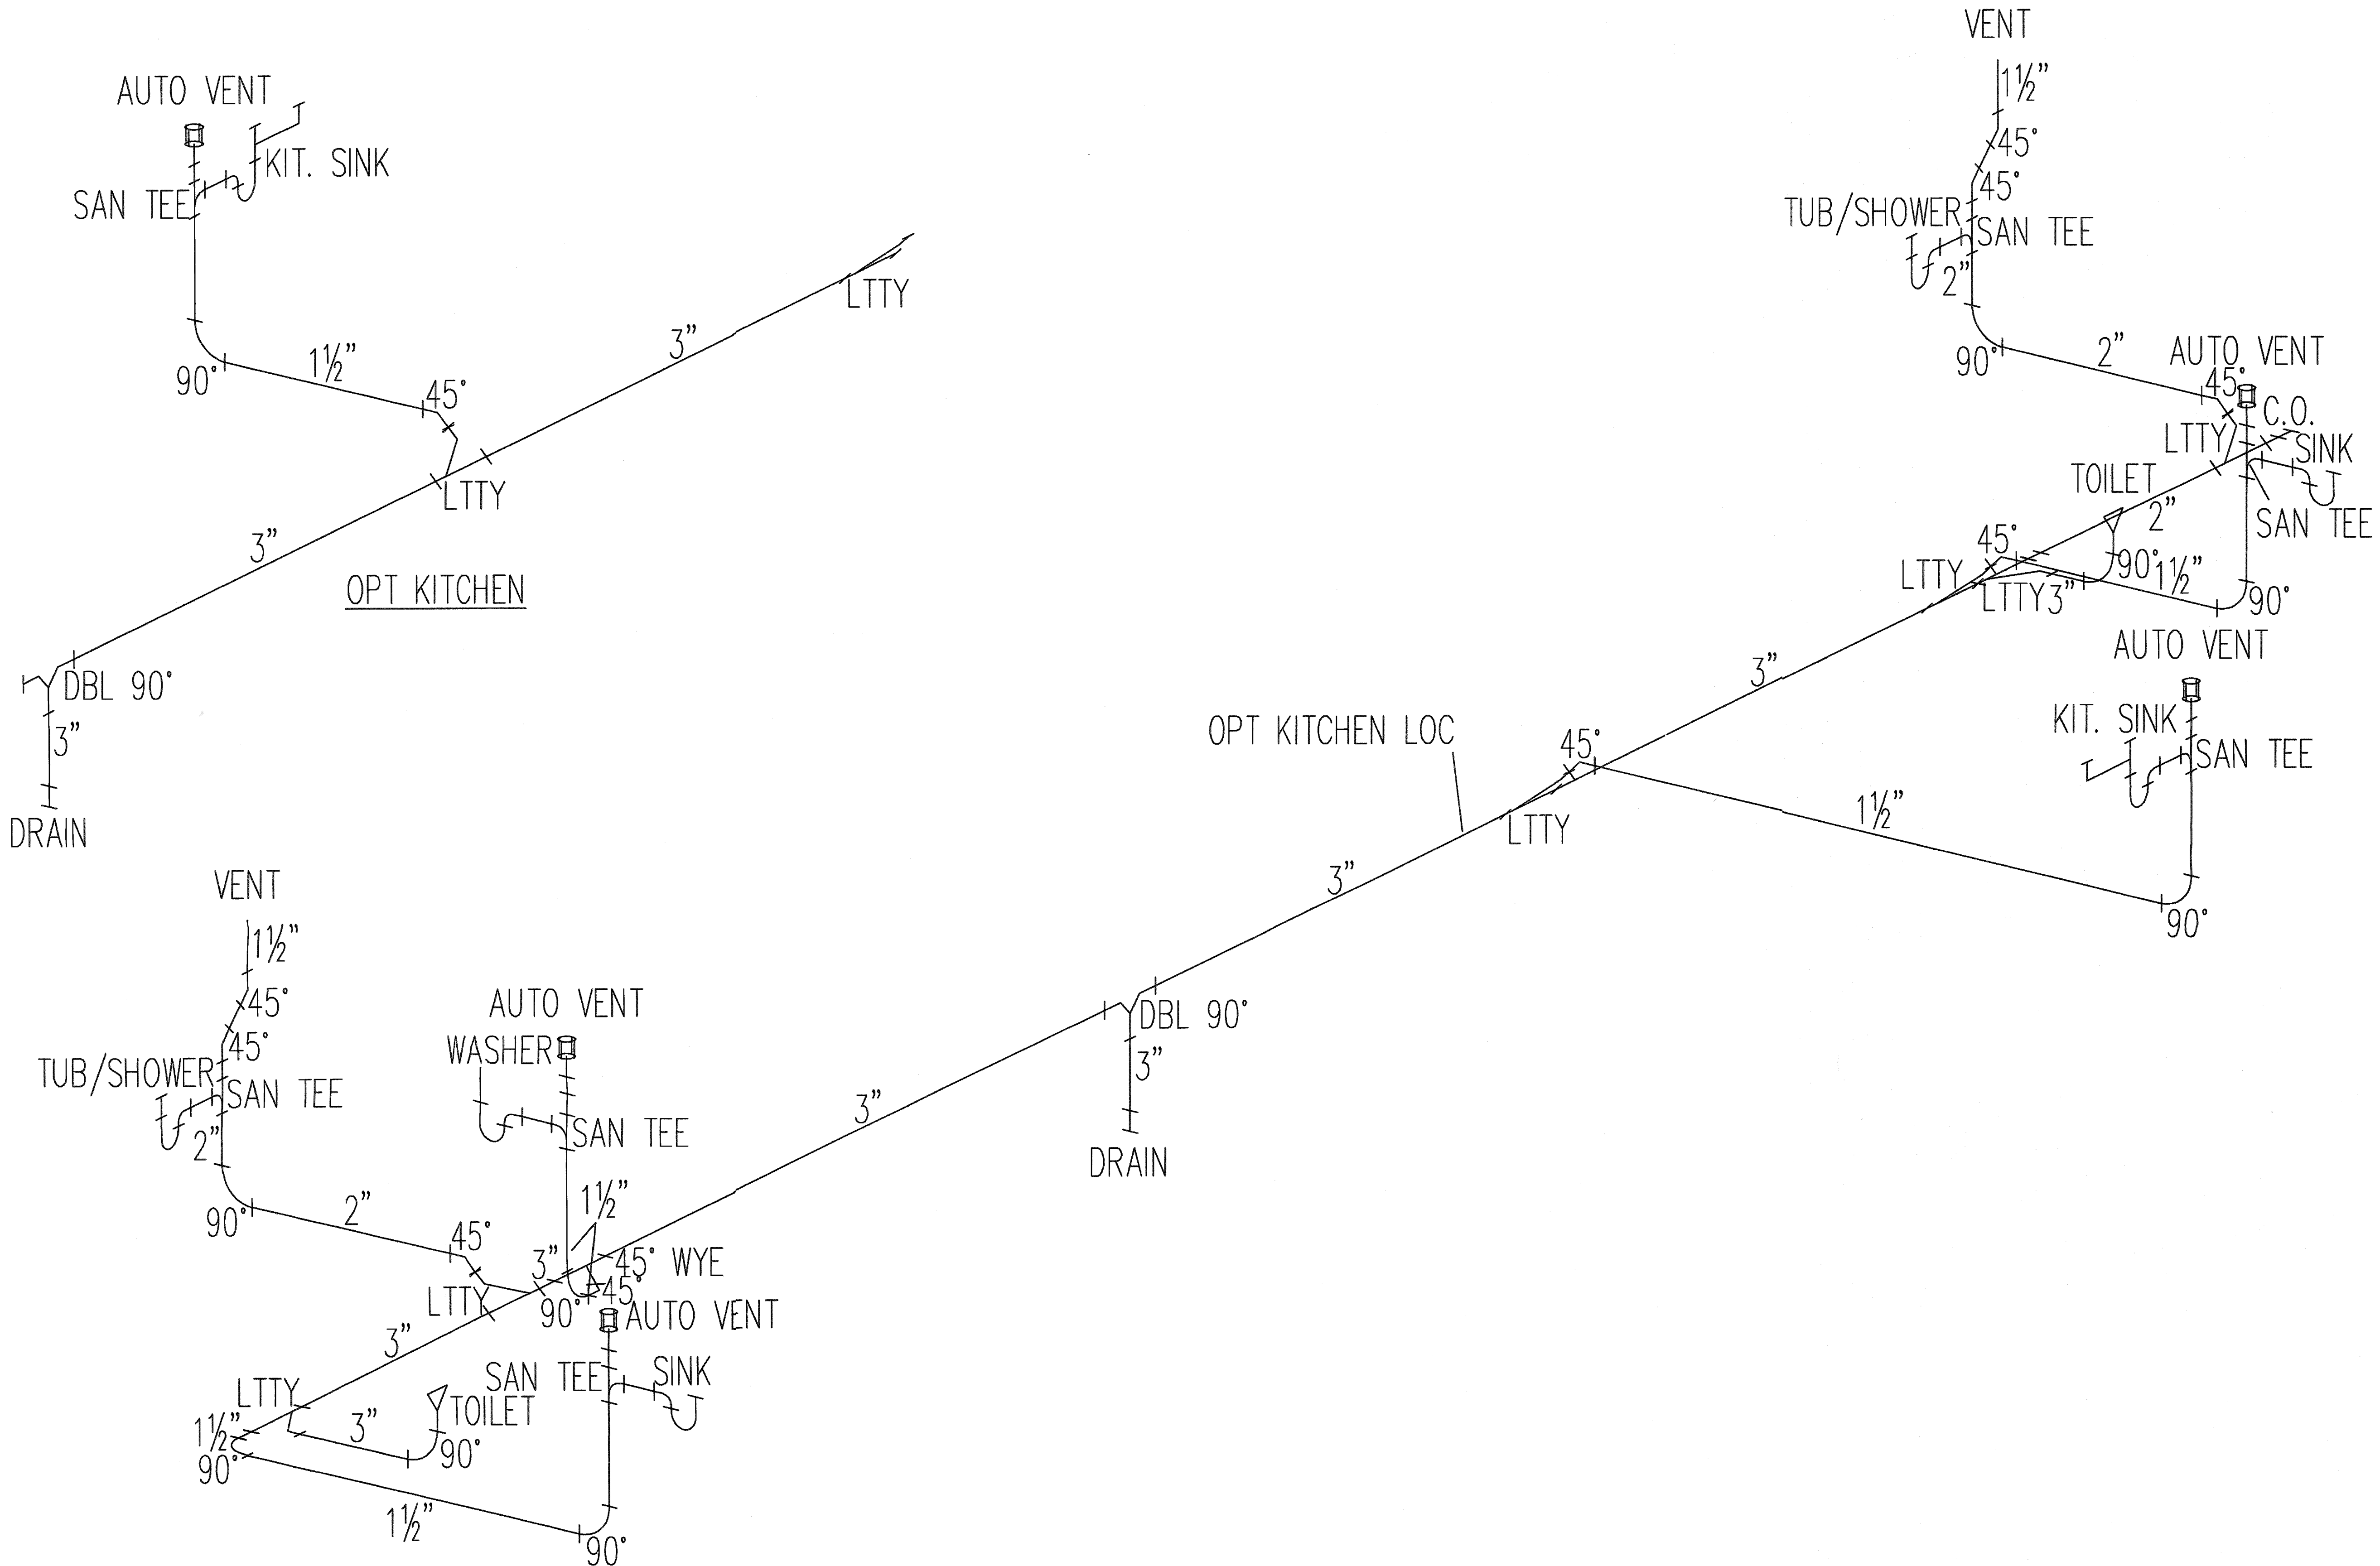 AUTO VENT
KIT. SINK
SAN TEE
90°
1½"
45°
LTTY
3"
LTTY
3"
OPT KITCHEN
DBL 90°
3"
DRAIN
VENT
1½"
45°
45°
TUB/SHOWER
SAN TEE
2"
90°
2"
AUTO VENT
45°
C.O.
LTTY
SINK
TOILET
2"
SAN TEE
45°
LTTY
90°
1½"
LTTY
3"
90°
3"
AUTO VENT
KIT. SINK
SAN TEE
OPT KITCHEN LOC
45°
LTTY
1½"
90°
3"
DBL 90°
3"
DRAIN
VENT
1½"
45°
45°
TUB/SHOWER
SAN TEE
2"
90°
2"
45°
LTTY
AUTO VENT
WASHER
SAN TEE
1½"
3"
3"
45° WYE
45°
90°
AUTO VENT
3"
SAN TEE
SINK
LTTY
TOILET
3"
90°
1½"
90°
1½"
90°